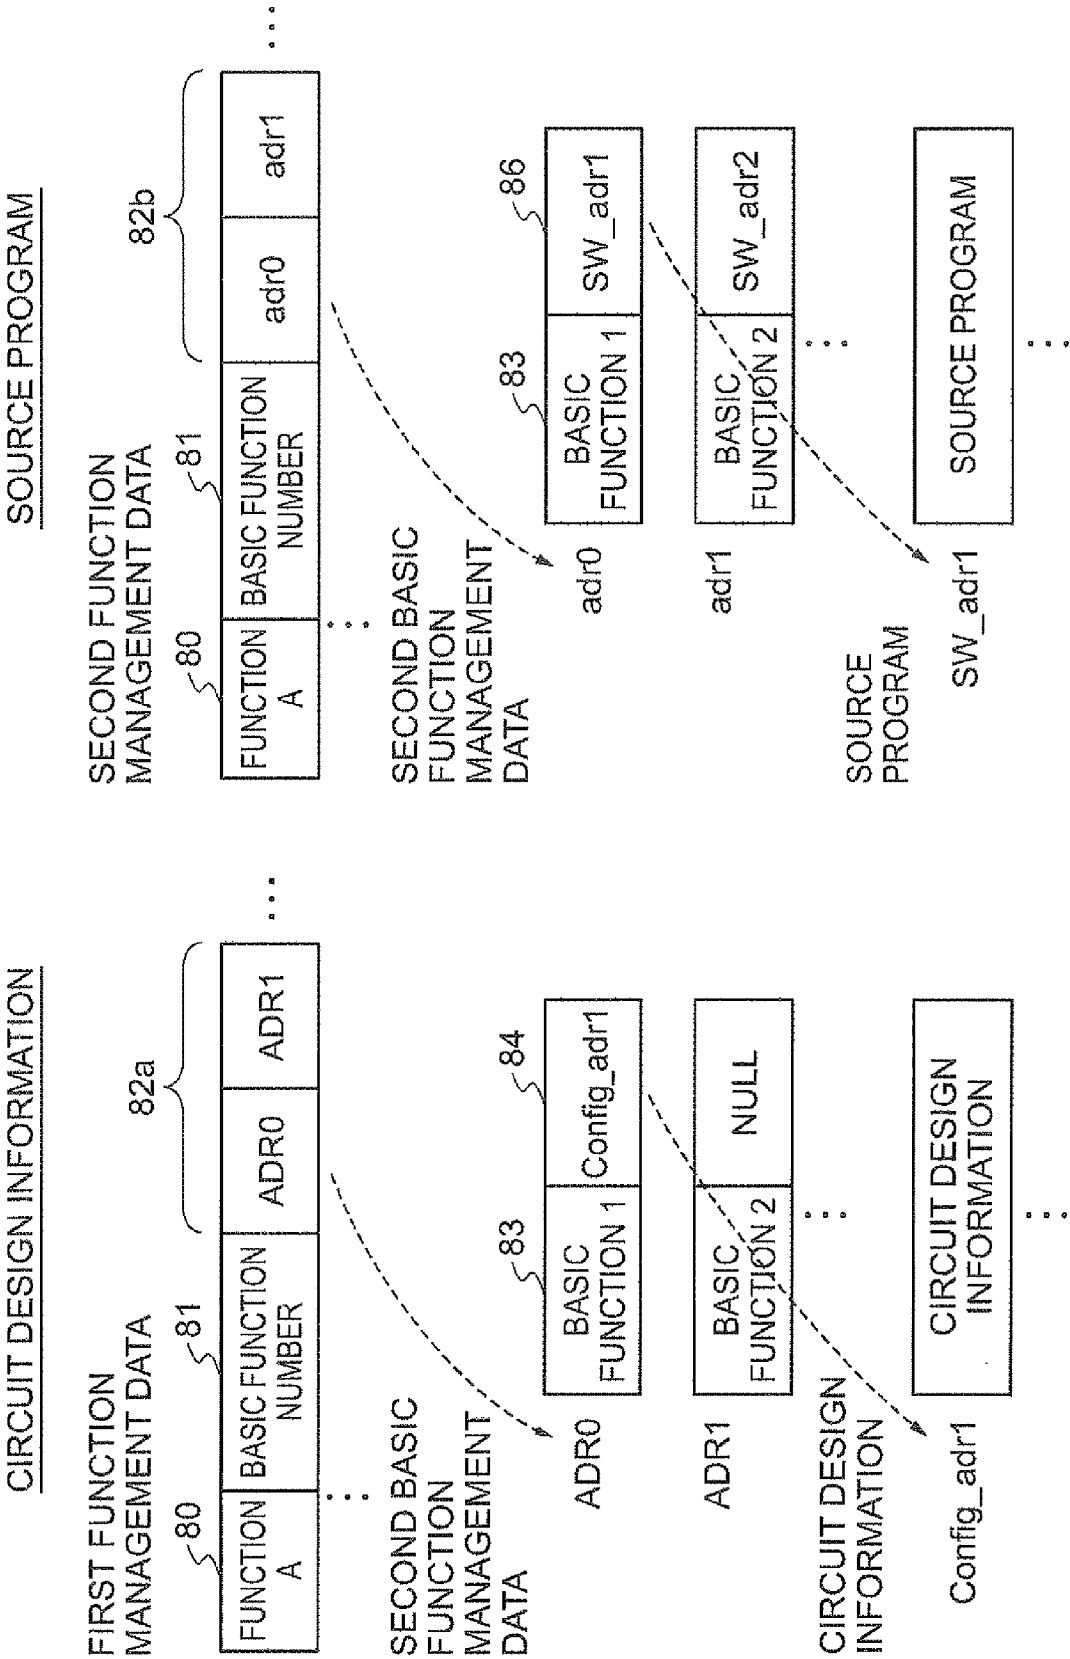 CIRCUIT DESIGN INFORMATION
FIRST FUNCTION
MANAGEMENT DATA
80
81
82a
FUNCTION
A
BASIC FUNCTION
NUMBER
ADR0
ADR1
SECOND BASIC
FUNCTION
MANAGEMENT
DATA
83
84
ADR0
BASIC
FUNCTION 1
Config_adr1
ADR1
BASIC
FUNCTION 2
NULL
CIRCUIT DESIGN
INFORMATION
Config_adr1
CIRCUIT DESIGN
INFORMATION
SOURCE PROGRAM
SECOND FUNCTION
MANAGEMENT DATA
80
81
82b
FUNCTION
A
BASIC FUNCTION
NUMBER
adr0
adr1
SECOND BASIC
FUNCTION
MANAGEMENT
DATA
83
86
adr0
BASIC
FUNCTION 1
SW_adr1
adr1
BASIC
FUNCTION 2
SW_adr2
SOURCE
PROGRAM
SW_adr1
SOURCE PROGRAM